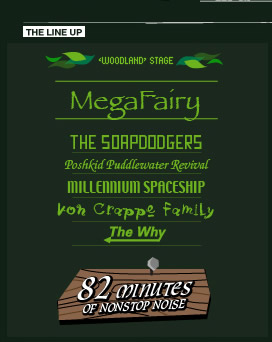 THE LINE UP
'WOODLAND' STAGE
MegaFairy
THE SOAPDODGERS
Poshkid Puddlewater Revival
MILLENNIUM SPACESHIP
Von Crappe Family
The Why
82 minutes
OF NONSTOP NOISE